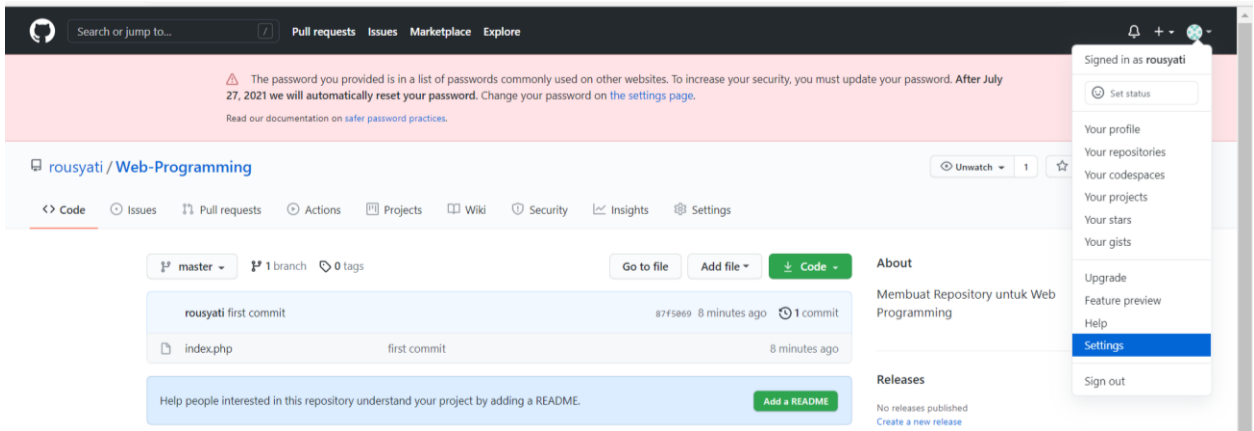 Search or jump to... /
Pull requests Issues Marketplace Explore
Signed in as rousyati
Set status
Your profile
Your repositories
Your codespaces
Your projects
Your stars
Your gists
Upgrade
Feature preview
Help
Settings
Sign out
The password you provided is in a list of passwords commonly used on other websites. To increase your security, you must update your password. After July
27, 2021 we will automatically reset your password. Change your password on the settings page.
Read our documentation on safer password practices.
rousyati / Web-Programming
Unwatch 1
Code Issues Pull requests Actions Projects Wiki Security Insights Settings
master 1 branch 0 tags
Go to file Add file Code
rousyati first commit 87f5e69 8 minutes ago 1 commit
index.php first commit 8 minutes ago
Help people interested in this repository understand your project by adding a README. Add a README
About
Membuat Repository untuk Web
Programming
Releases
No releases published
Create a new release